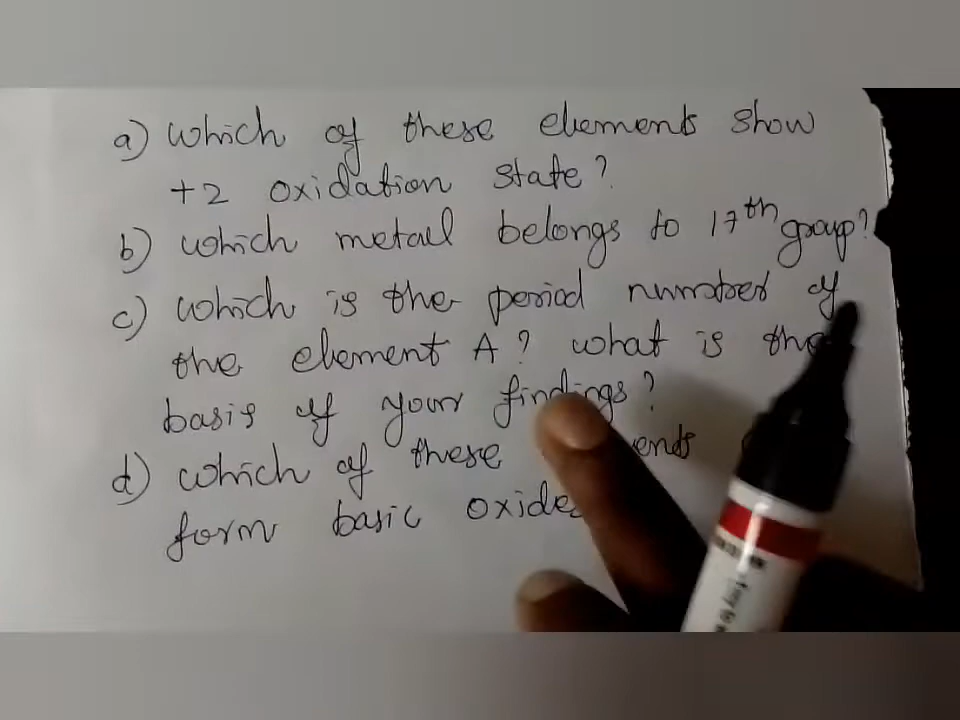 a) which of these elements show
+2 oxidation state?
b) which metall belongs to 17th group?
c) which is the period number of
the element A? what is the
basis of your findings?
d) which of these
form basic oxide